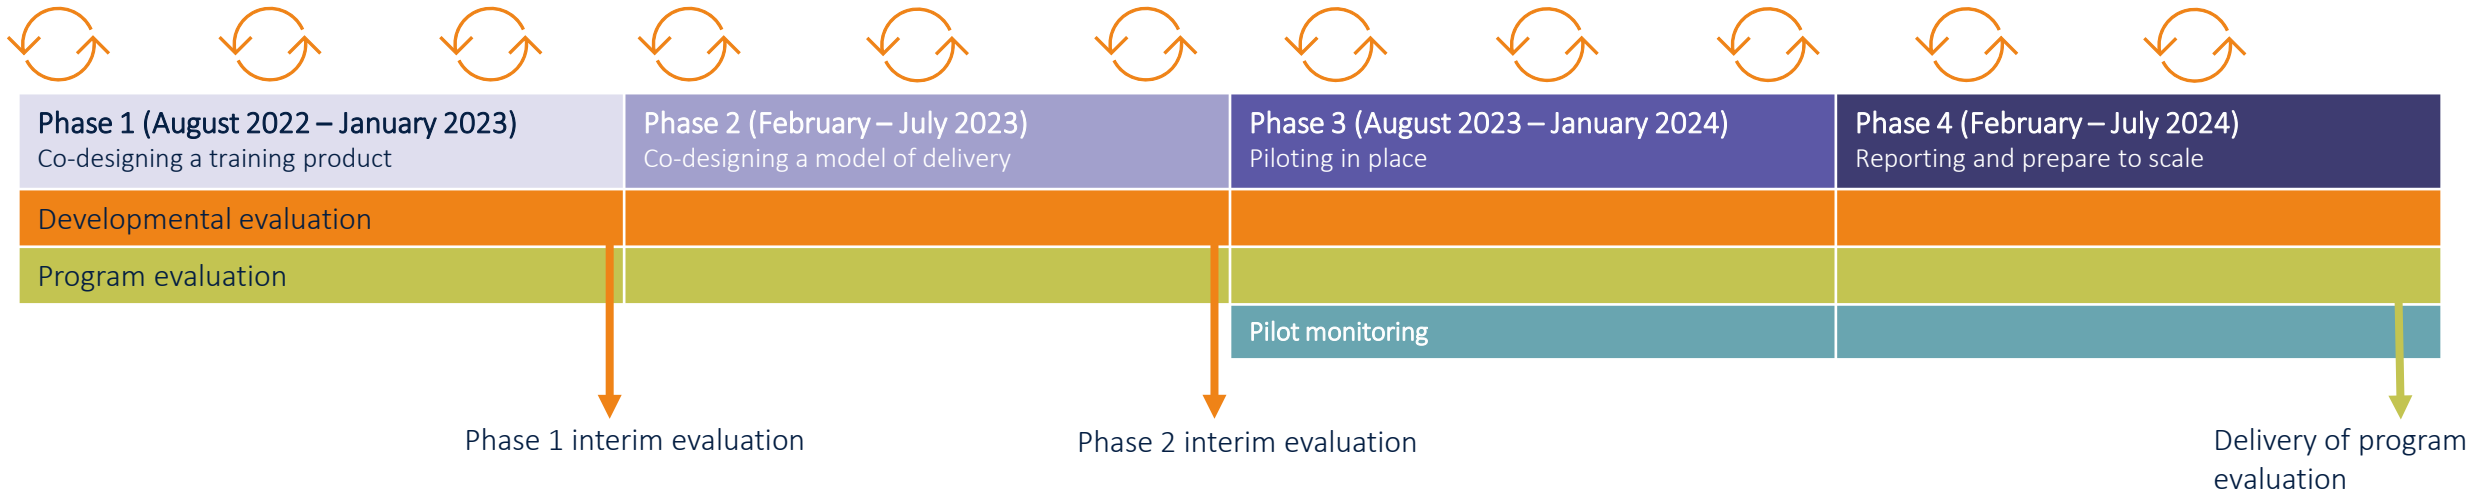 Phase 1 (August 2022 – January 2023)
Co-designing a training product
Phase 2 (February – July 2023)
Co-designing a model of delivery
Phase 3 (August 2023 – January 2024)
Piloting in place
Phase 4 (February – July 2024)
Reporting and prepare to scale
Developmental evaluation
Program evaluation
Pilot monitoring
Phase 1 interim evaluation
Phase 2 interim evaluation
Delivery of program
evaluation